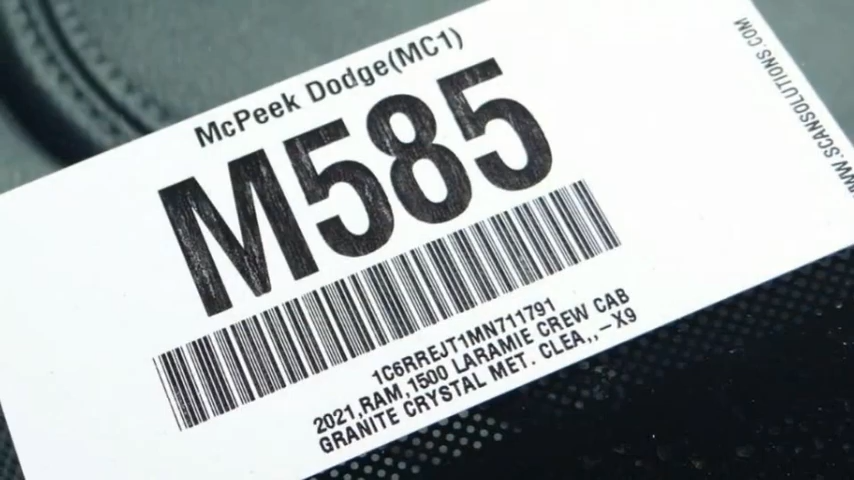 McPeek Dodge(MC1)
M585
1C6RREJT1MN711791
2021,RAM,1500 LARAMIE CREW CAB
GRANITE CRYSTAL MET. CLEA,,-X9
WWW.SCANSOLUTIONS.COM